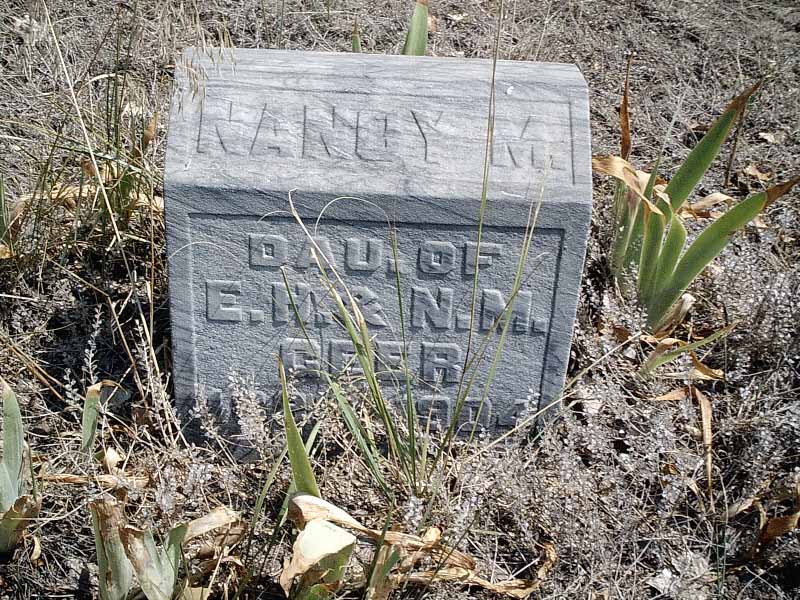 NANCY M.
DAU. OF
E. H. & N. M.
GEER